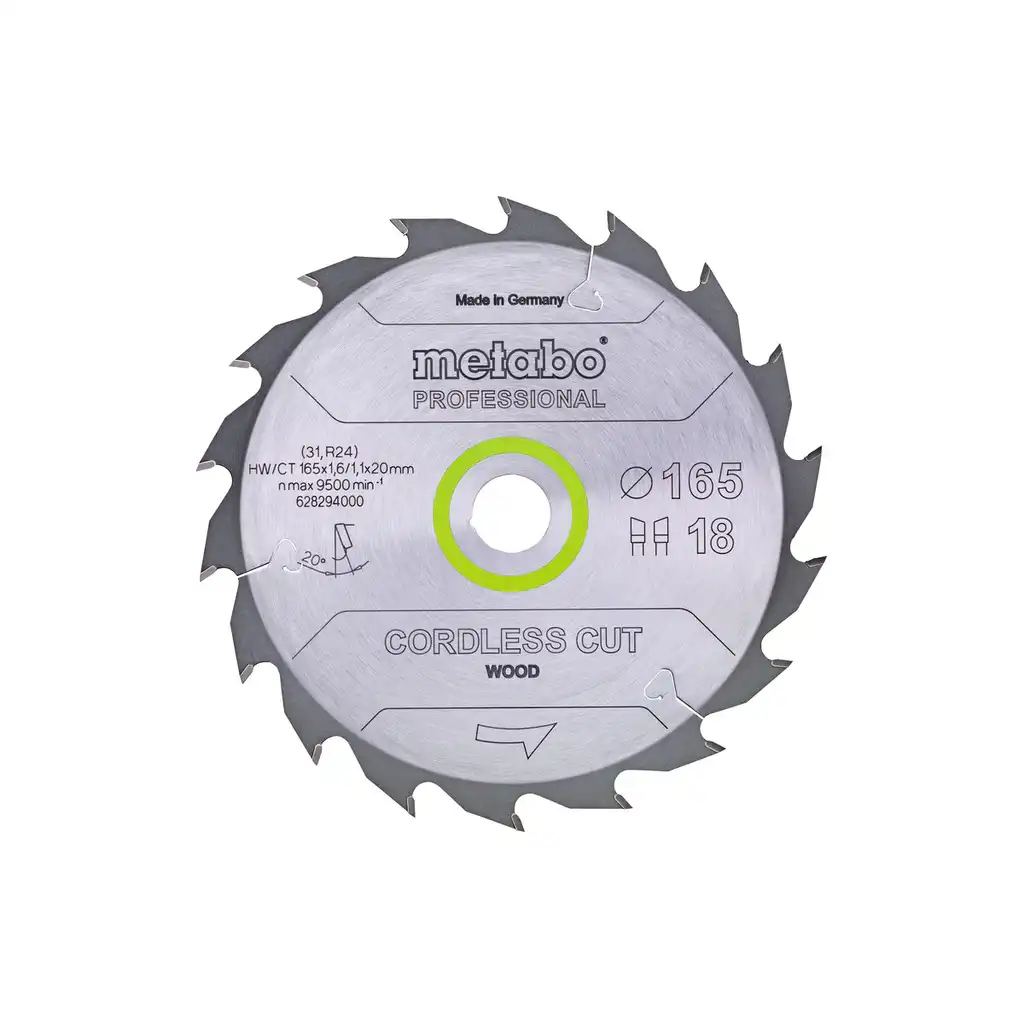 Made in Germany
metabo®
PROFESSIONAL
(31,R24)
HW/CT 165x1,6/1,1x20mm
n max 9500 min⁻¹
628294000
20°
⌀165
18
CORDLESS CUT
WOOD